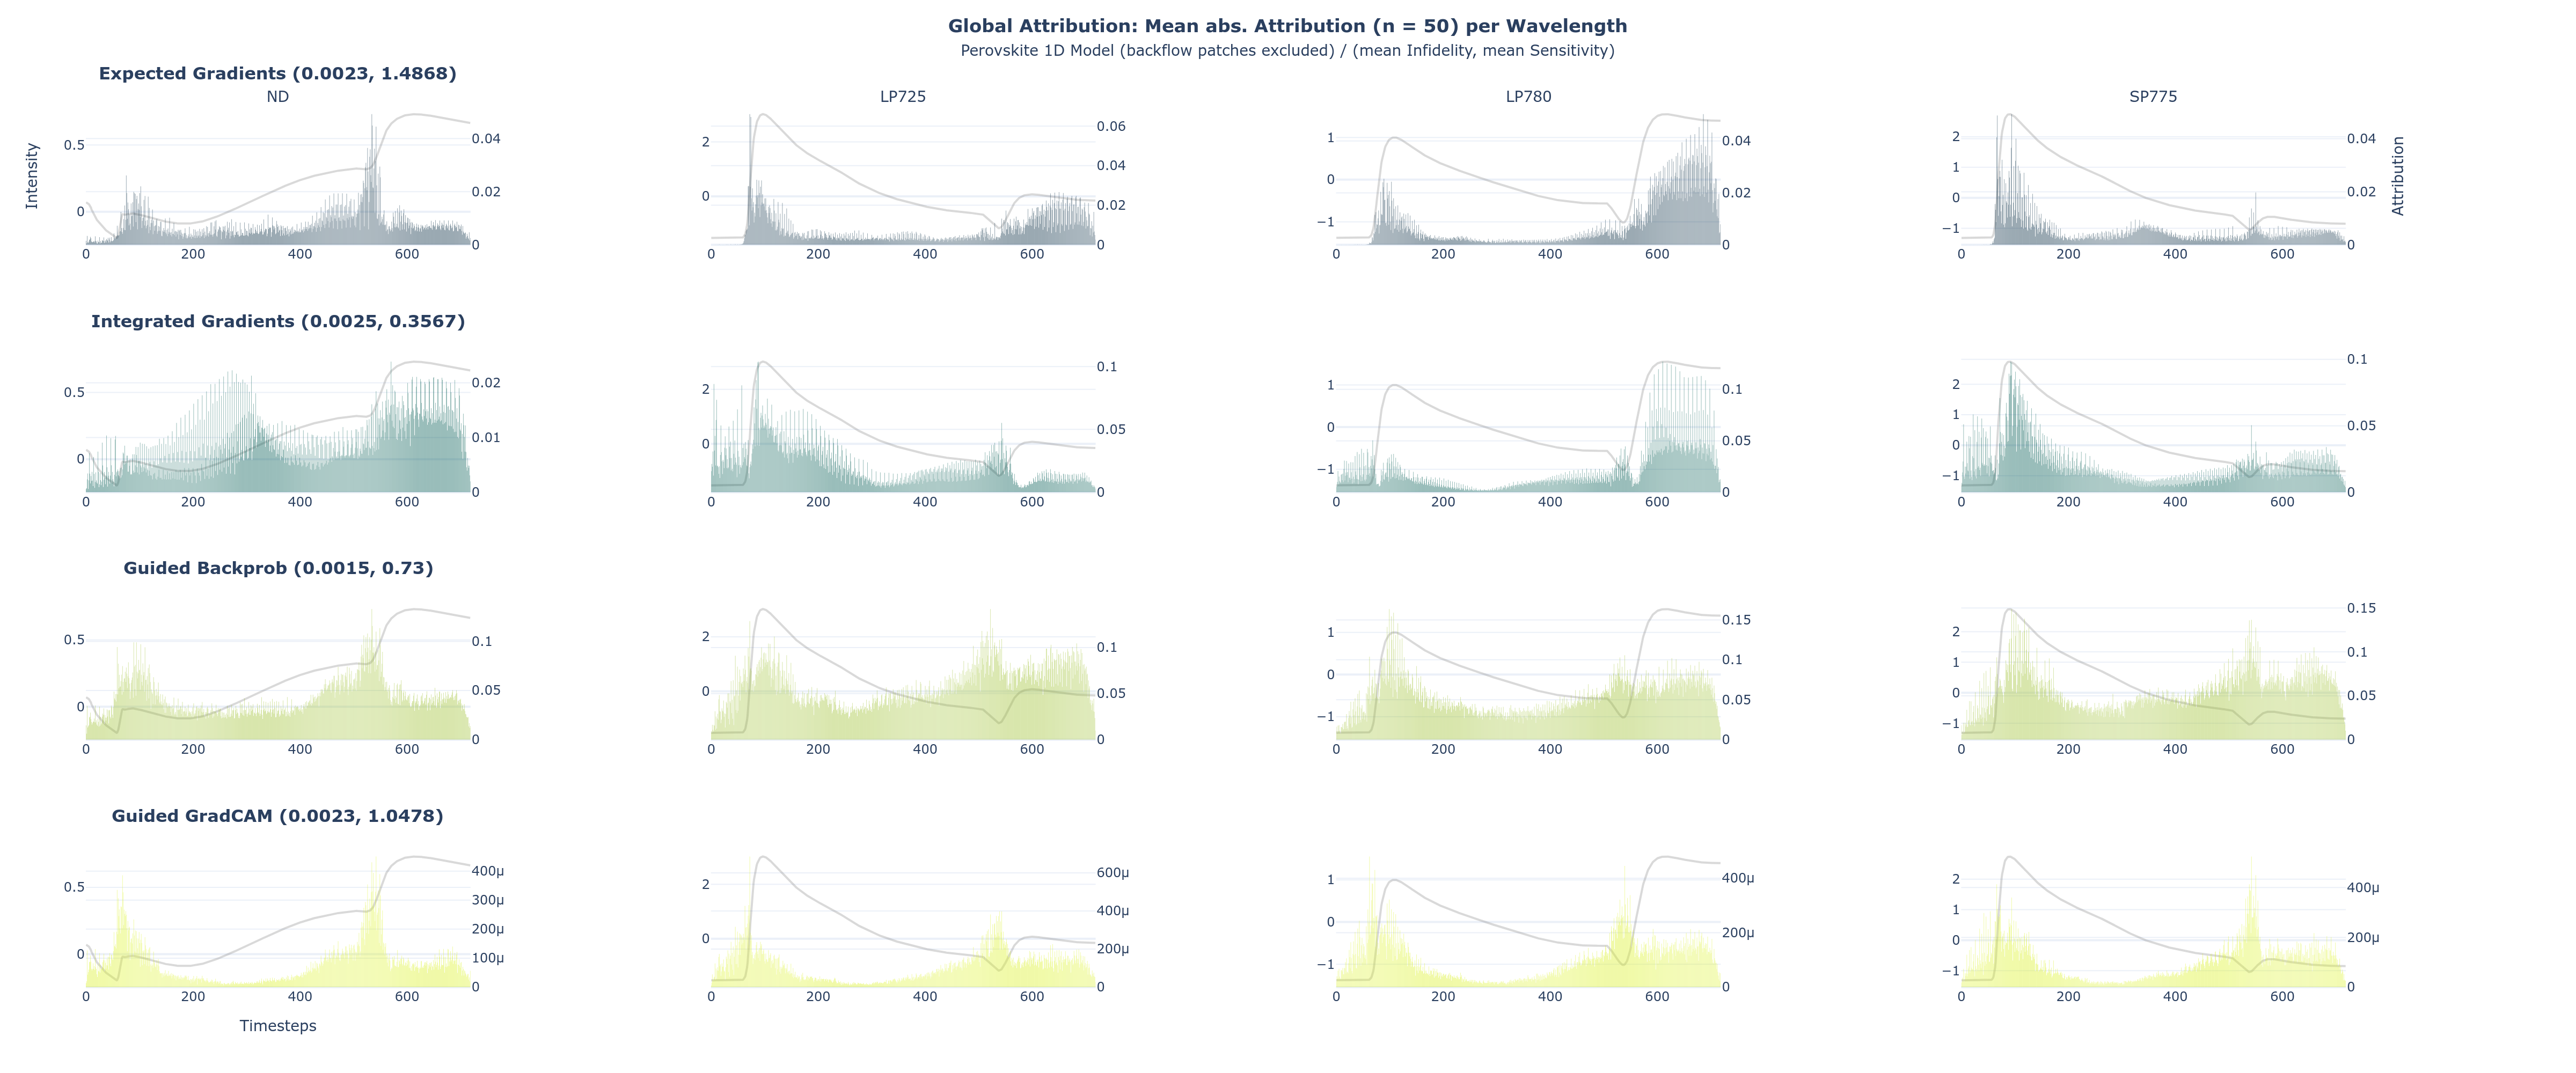 Global Attribution: Mean abs. Attribution (n = 50) per Wavelength
Perovskite 1D Model (backflow patches excluded) / (mean Infidelity, mean Sensitivity)
Expected Gradients (0.0023, 1.4868)
ND LP725 LP780 SP775
Intensity
Attribution
0.5 0
0.04 0.02 0
0 200 400 600
2 0
0.06 0.04 0.02 0
0 200 400 600
1 0 −1
0.04 0.02 0
0 200 400 600
2 1 0 −1
0.04 0.02 0
0 200 400 600
Integrated Gradients (0.0025, 0.3567)
0.5 0
0.02 0.01 0
0 200 400 600
2 0
0.1 0.05 0
0 200 400 600
1 0 −1
0.1 0.05 0
0 200 400 600
2 1 0 −1
0.1 0.05 0
0 200 400 600
Guided Backprob (0.0015, 0.73)
0.5 0
0.1 0.05 0
0 200 400 600
2 0
0.1 0.05 0
0 200 400 600
1 0 −1
0.15 0.1 0.05 0
0 200 400 600
2 1 0 −1
0.15 0.1 0.05 0
0 200 400 600
Guided GradCAM (0.0023, 1.0478)
0.5 0
400μ 300μ 200μ 100μ 0
0 200 400 600
2 0
600μ 400μ 200μ 0
0 200 400 600
1 0 −1
400μ 200μ 0
0 200 400 600
2 1 0 −1
400μ 200μ 0
0 200 400 600
Timesteps